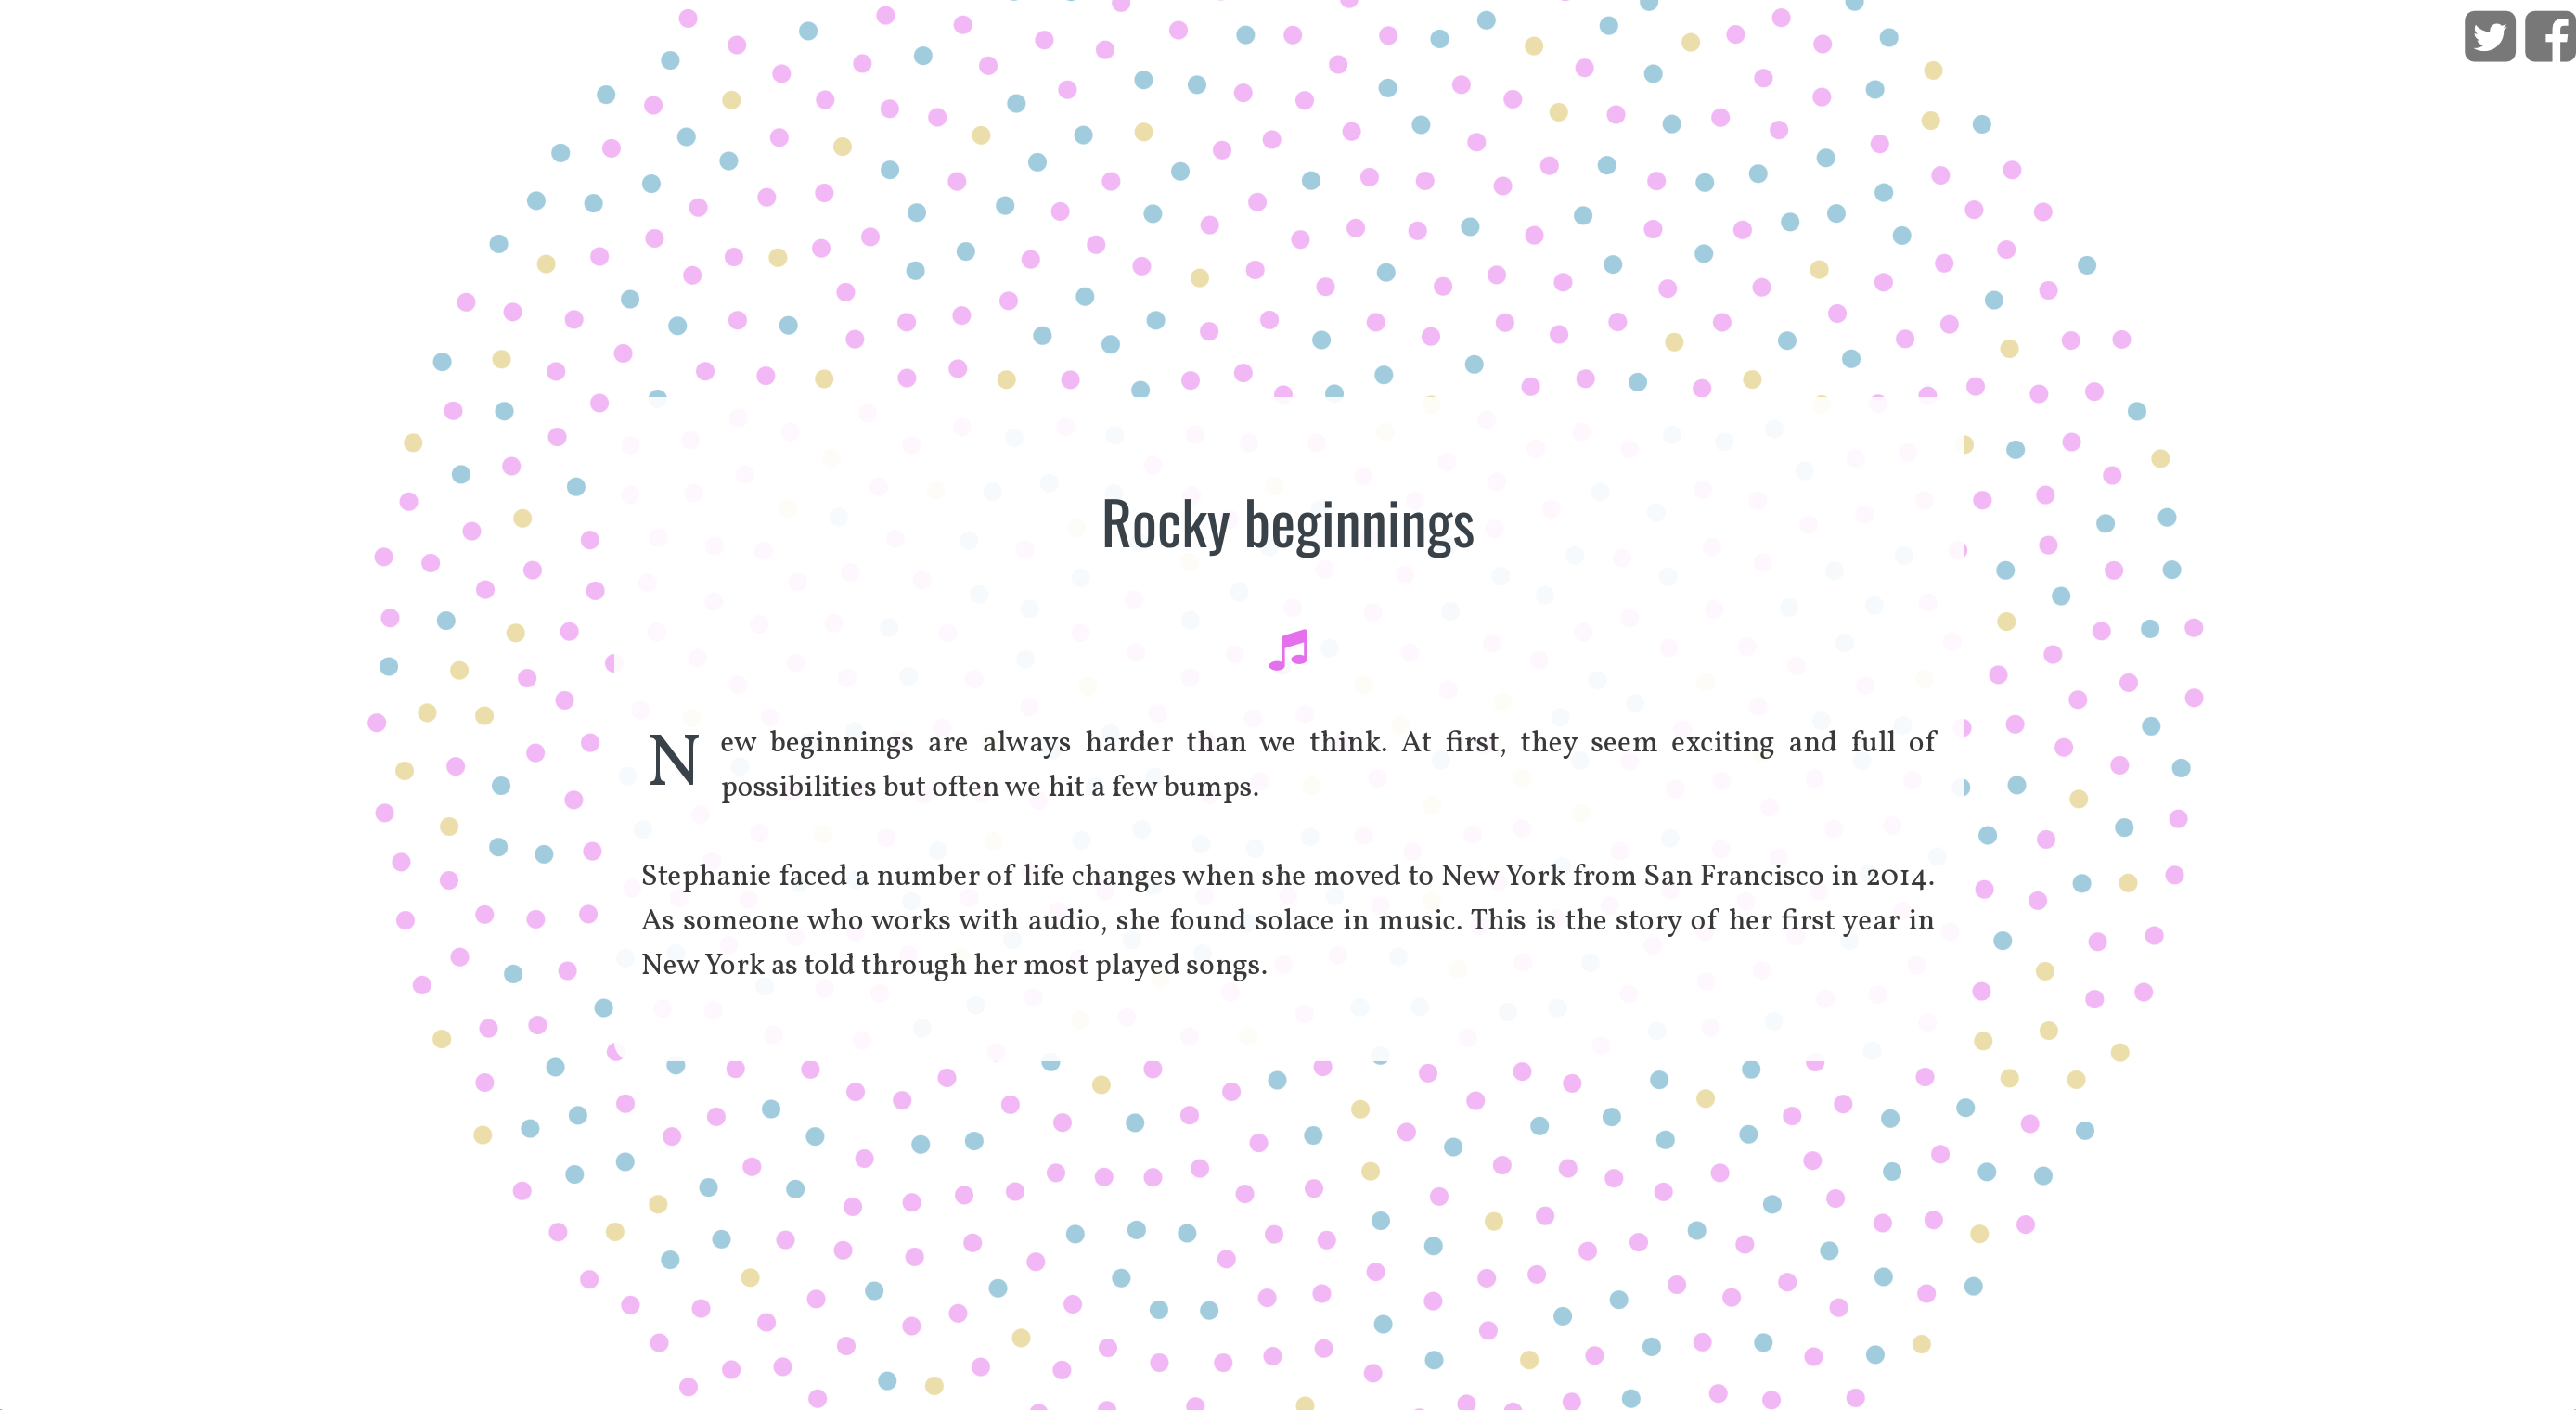 Rocky beginnings
New beginnings are always harder than we think. At first, they seem exciting and full of
possibilities but often we hit a few bumps.
Stephanie faced a number of life changes when she moved to New York from San Francisco in 2014.
As someone who works with audio, she found solace in music. This is the story of her first year in
New York as told through her most played songs.